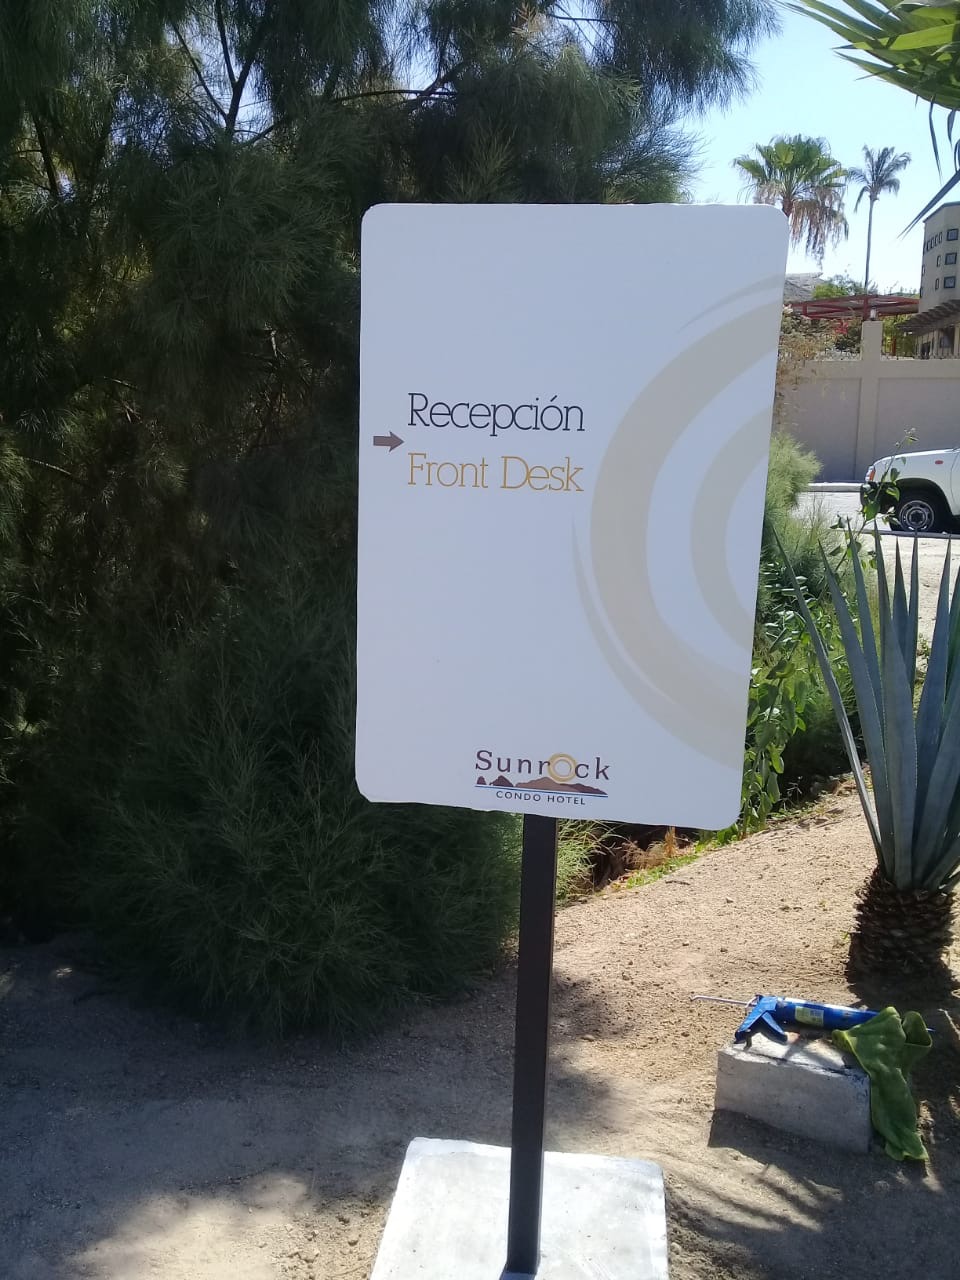 Recepción
Front Desk
Sunrock
CONDO HOTEL